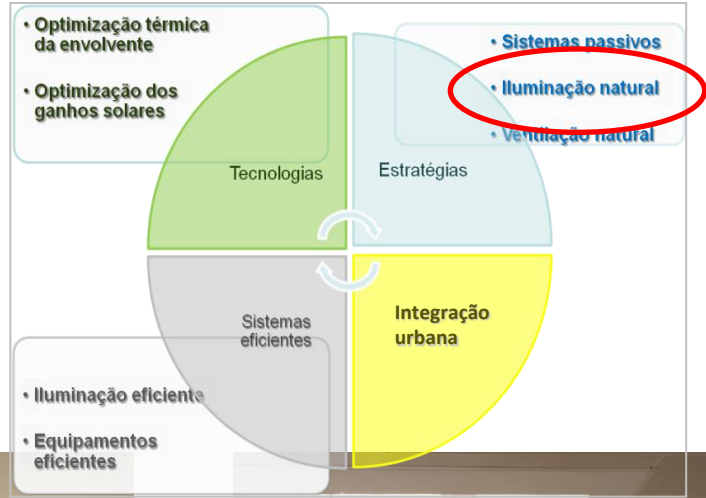 • Optimização térmica
da envolvente
• Optimização dos
ganhos solares
• Sistemas passivos
• Iluminação natural
• Ventilação natural
Tecnologias
Estratégias
Sistemas
eficientes
Integração
urbana
• Iluminação eficiente
• Equipamentos
eficientes